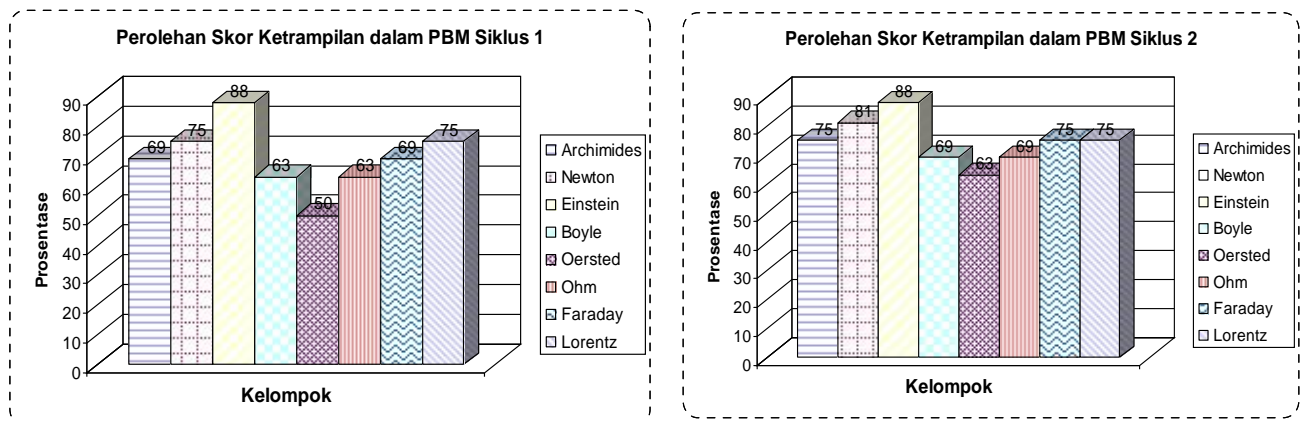 Perolehan Skor Ketrampilan dalam PBM Siklus 1
Prosentase
90
80
70
60
50
40
30
20
10
0
69
75
88
63
50
63
69
75
Kelompok
Archimides
Newton
Einstein
Boyle
Oersted
Ohm
Faraday
Lorentz
Perolehan Skor Ketrampilan dalam PBM Siklus 2
Prosentase
90
80
70
60
50
40
30
20
10
0
75
81
88
69
63
69
75
75
Kelompok
Archimides
Newton
Einstein
Boyle
Oersted
Ohm
Faraday
Lorentz